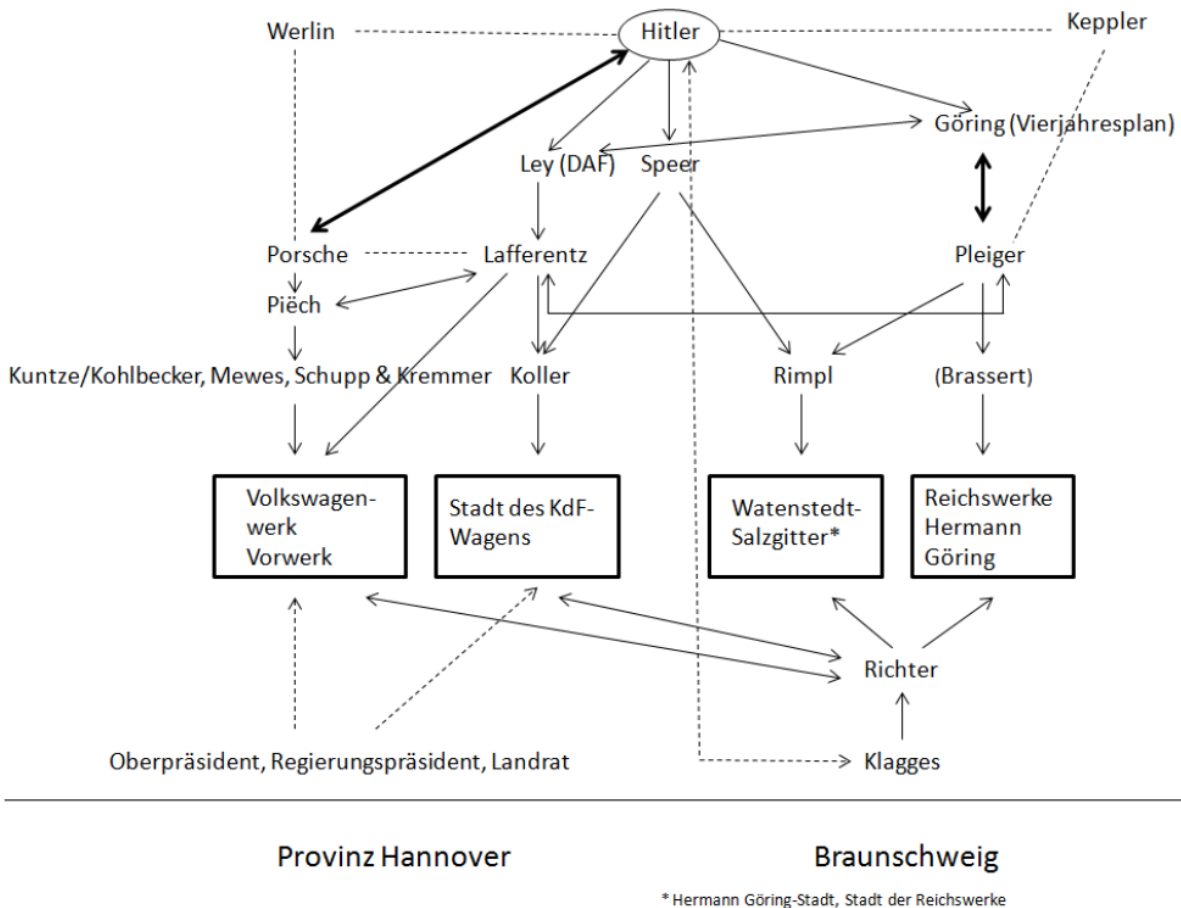 Werlin
Hitler
Keppler
Göring (Vierjahresplan)
Ley (DAF)
Speer
Porsche
Lafferentz
Pleiger
Piëch
Kuntze/Kohlbecker, Mewes, Schupp & Kremmer
Koller
Rimpl
(Brassert)
Volkswagen-
werk
Vorwerk
Stadt des KdF-
Wagens
Watenstedt-
Salzgitter*
Reichswerke
Hermann
Göring
Richter
Oberpräsident, Regierungspräsident, Landrat
Klagges
Provinz Hannover
Braunschweig
* Hermann Göring-Stadt, Stadt der Reichswerke